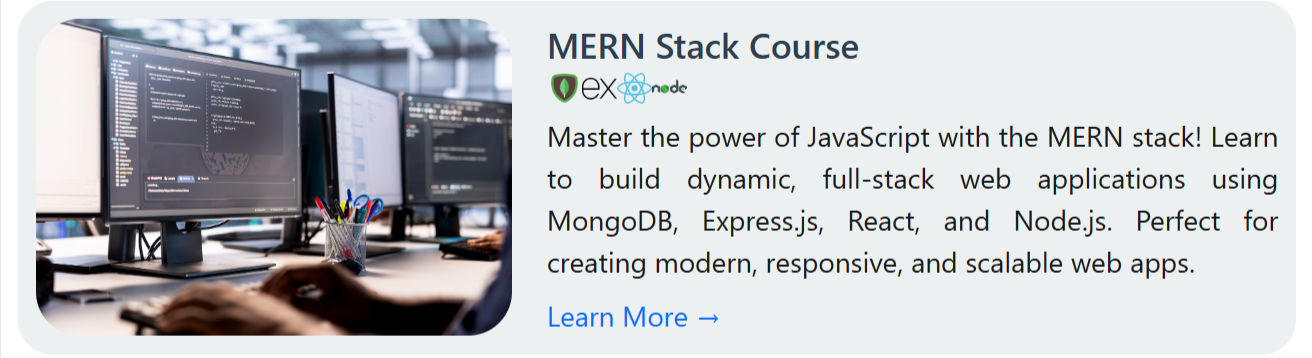 MERN Stack Course
ex node
Master the power of JavaScript with the MERN stack! Learn
to build dynamic, full-stack web applications using
MongoDB, Express.js, React, and Node.js. Perfect for
creating modern, responsive, and scalable web apps.
Learn More →